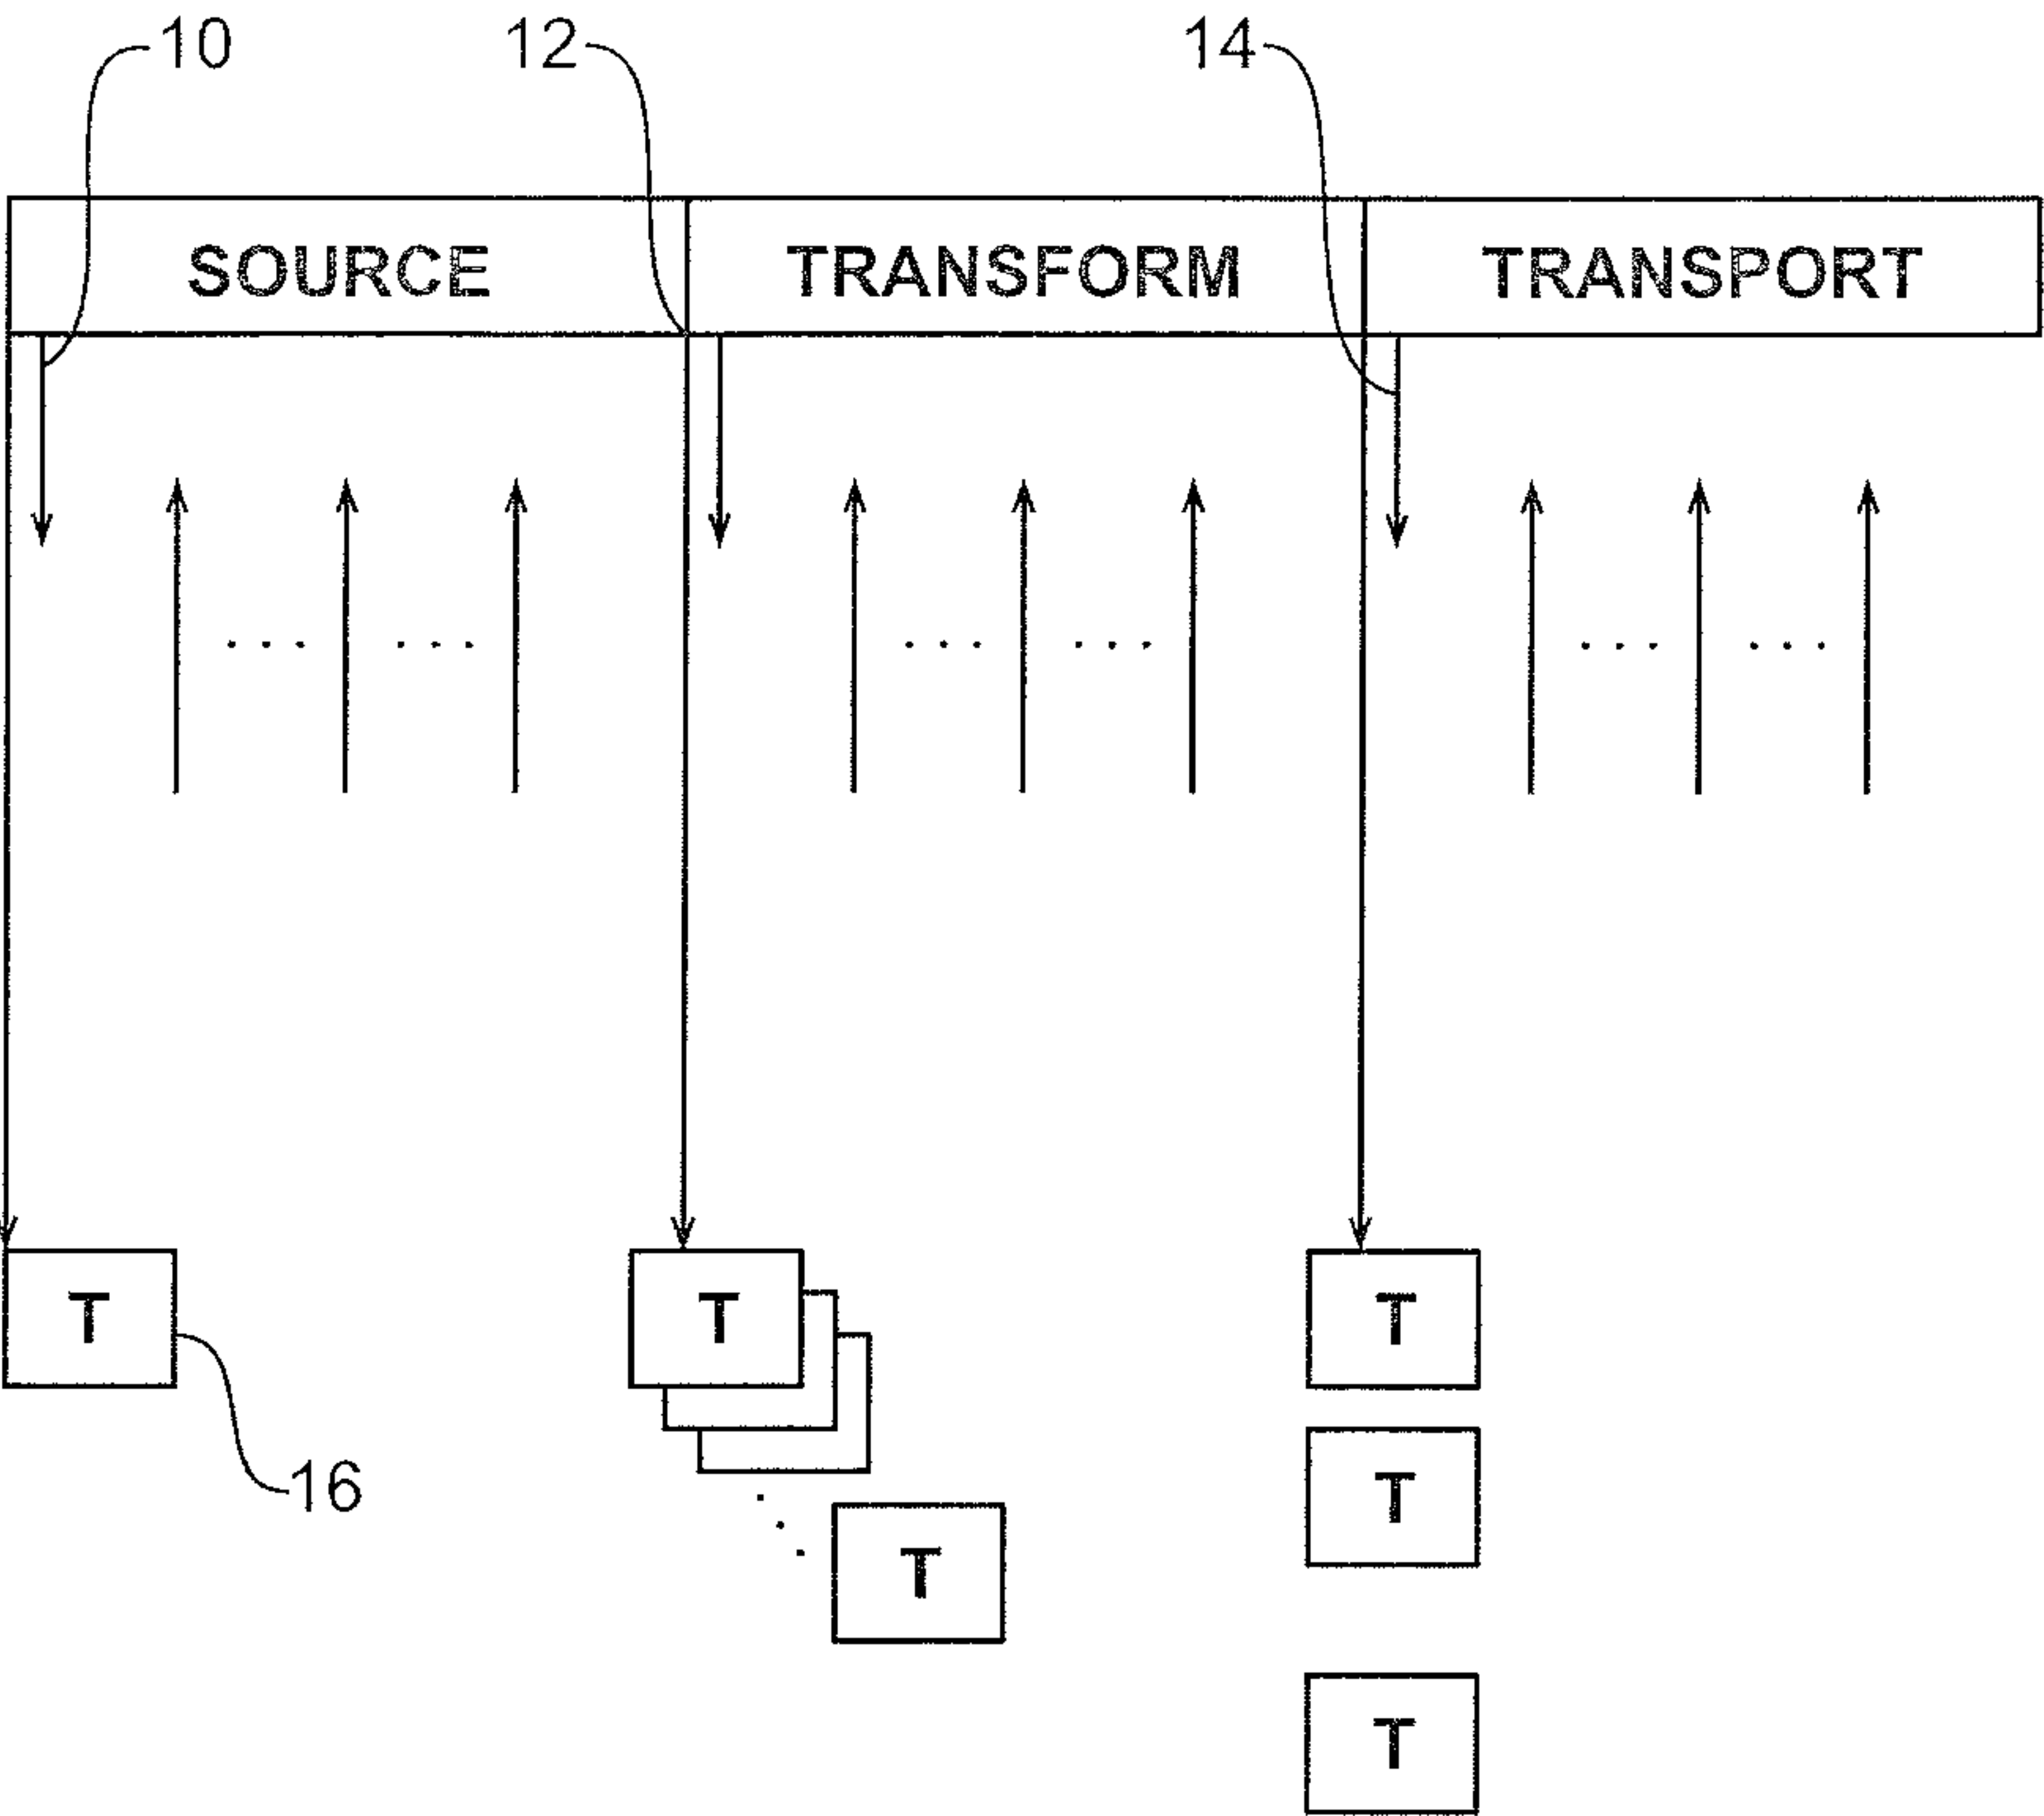 10 12 14
SOURCE TRANSFORM TRANSPORT
T T T
16 T
T
T